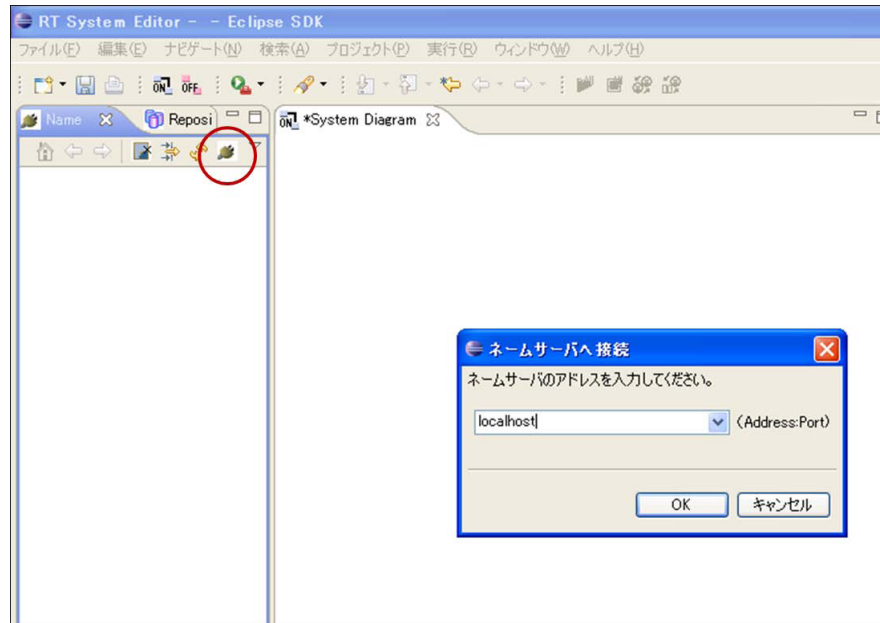 RT System Editor - - Eclipse SDK
ファイル(F) 編集(E) ナビゲート(N) 検索(A) プロジェクト(P) 実行(R) ウィンドウ(W) ヘルプ(H)
ON OFF
Name Reposi
ON *System Diagram
ネームサーバへ接続
ネームサーバのアドレスを入力してください。
localhost (Address:Port)
OK キャンセル